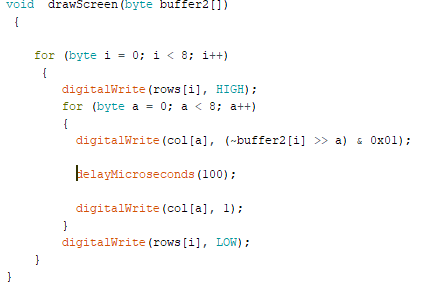 void drawScreen(byte buffer2[])
{
for (byte i = 0; i < 8; i++)
{
digitalWrite(rows[i], HIGH);
for (byte a = 0; a < 8; a++)
{
digitalWrite(col[a], (~buffer2[i] >> a) & 0x01);
delayMicroseconds(100);
digitalWrite(col[a], 1);
}
digitalWrite(rows[i], LOW);
}
}